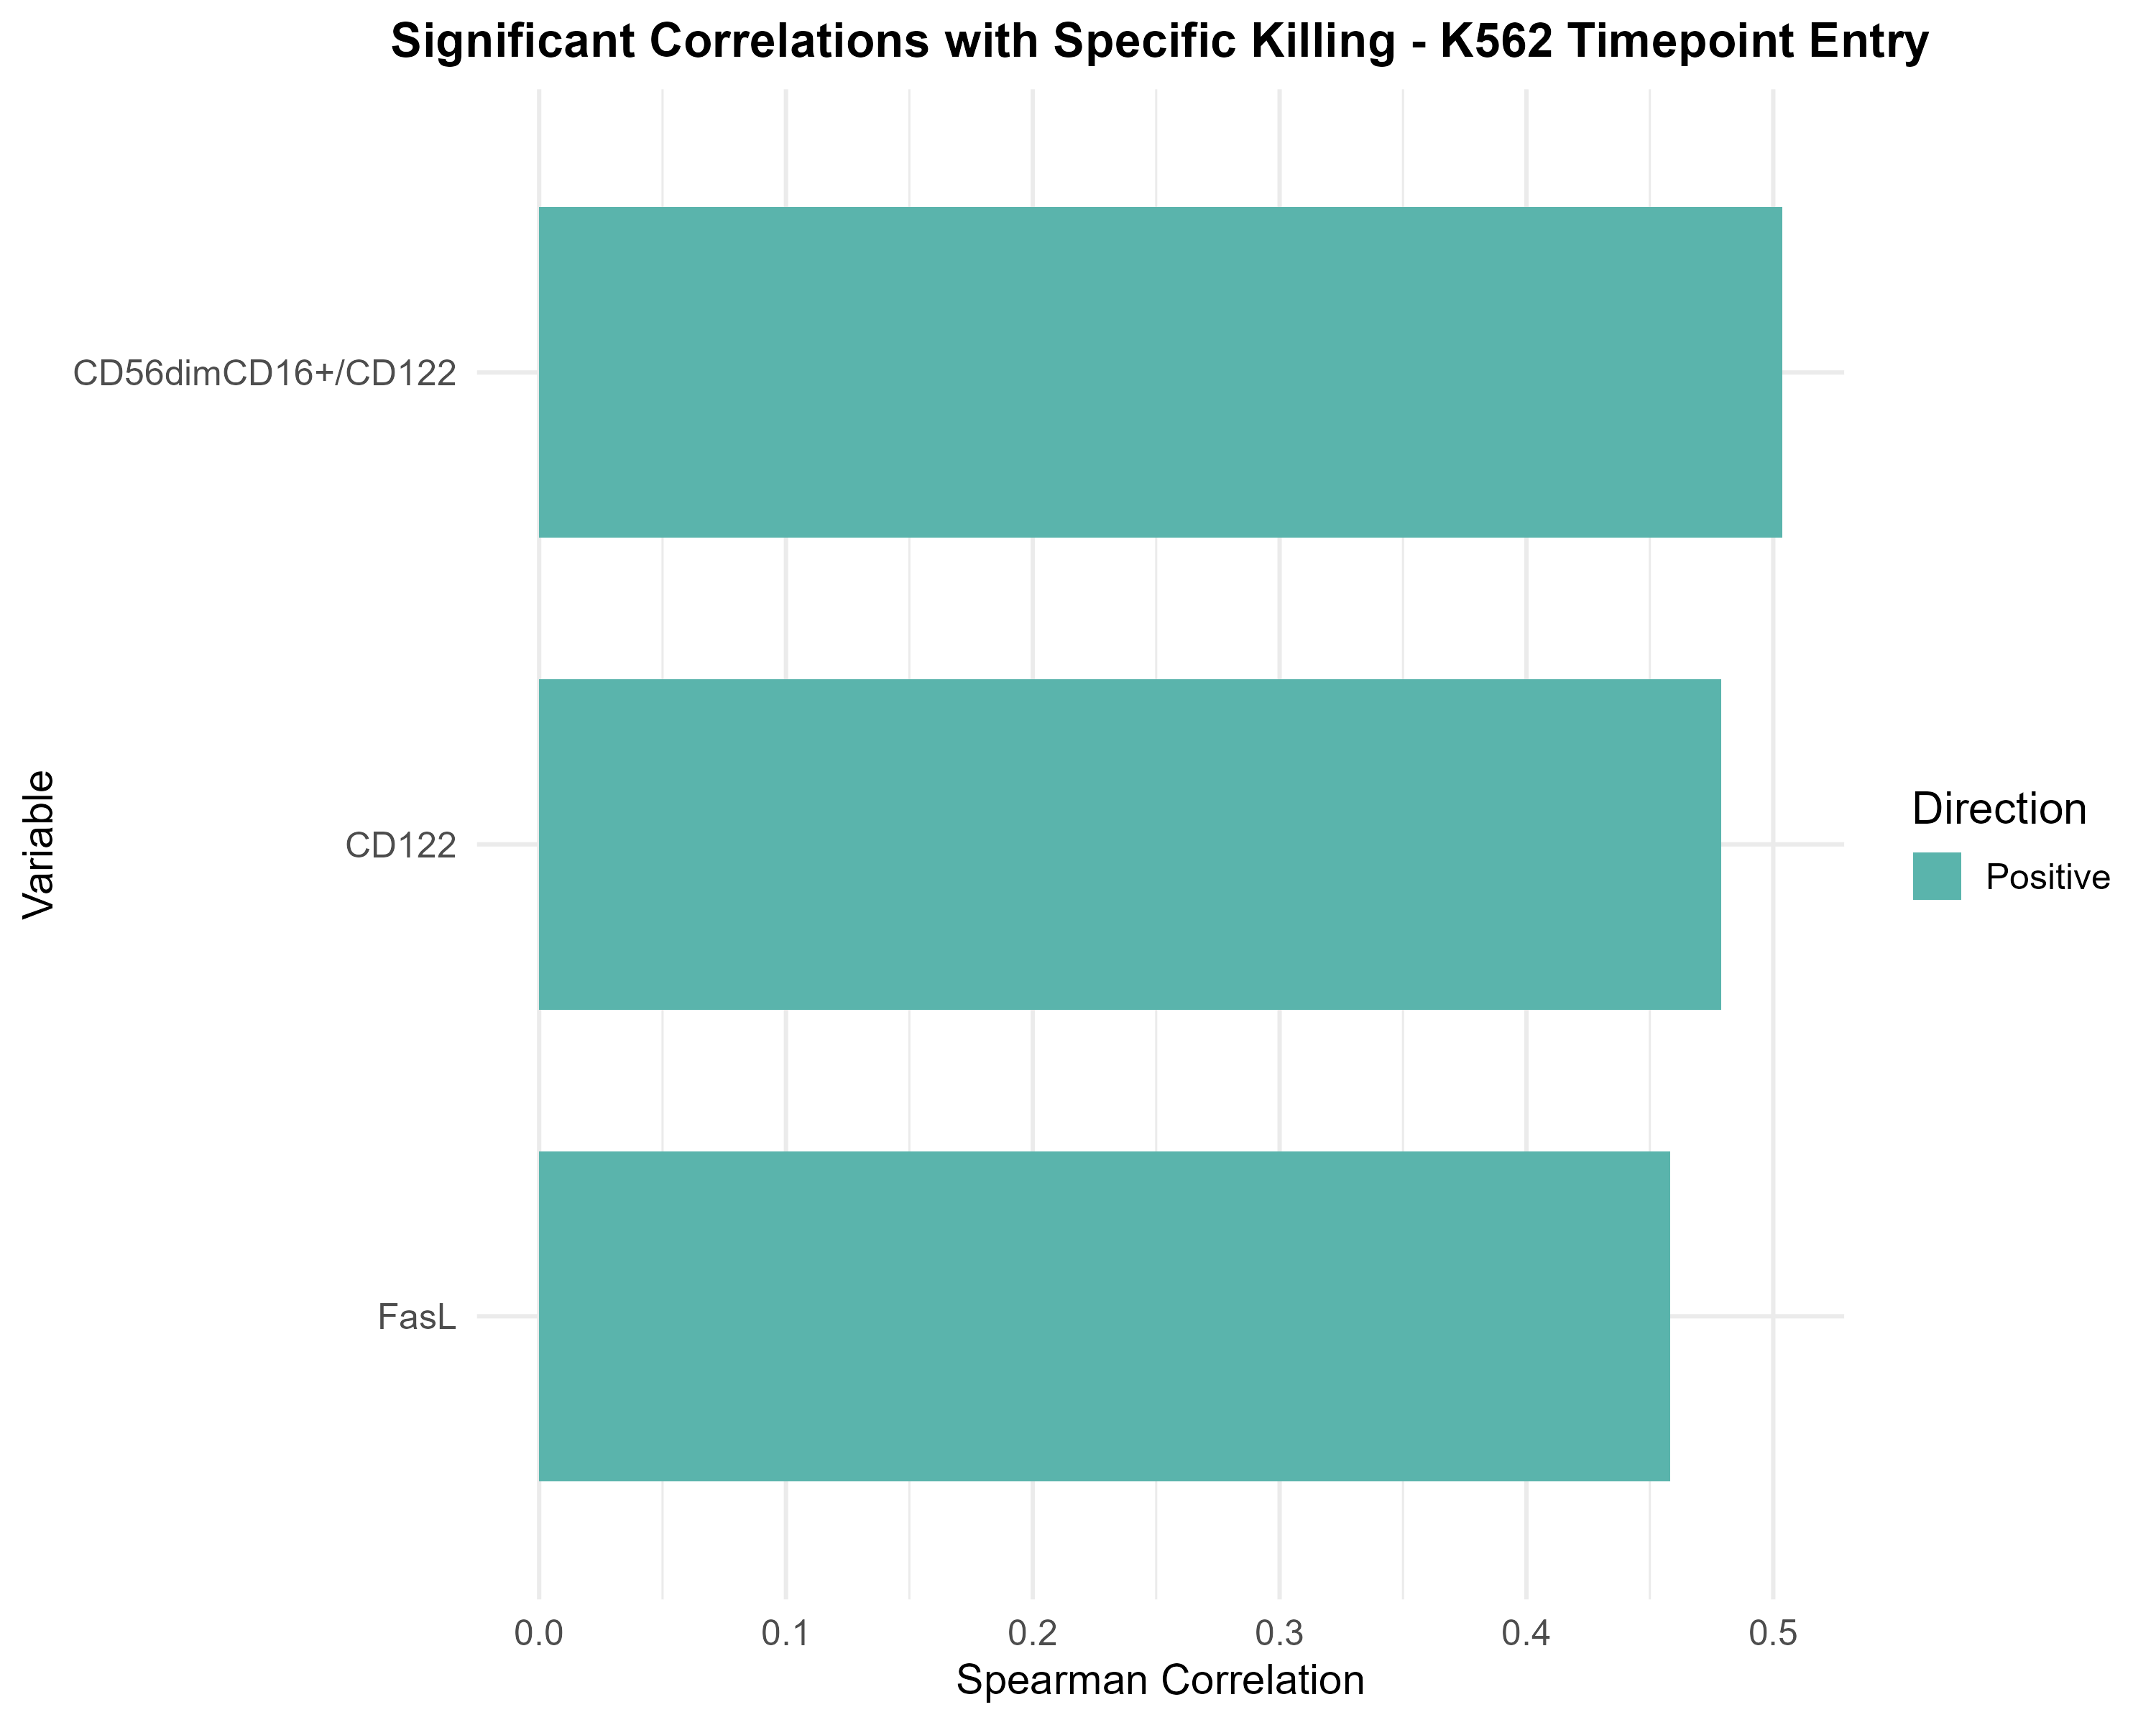 Significant Correlations with Specific Killing - K562 Timepoint Entry
CD56dimCD16+/CD122
CD122
FasL
Variable
0.0 0.1 0.2 0.3 0.4 0.5
Spearman Correlation
Direction
Positive